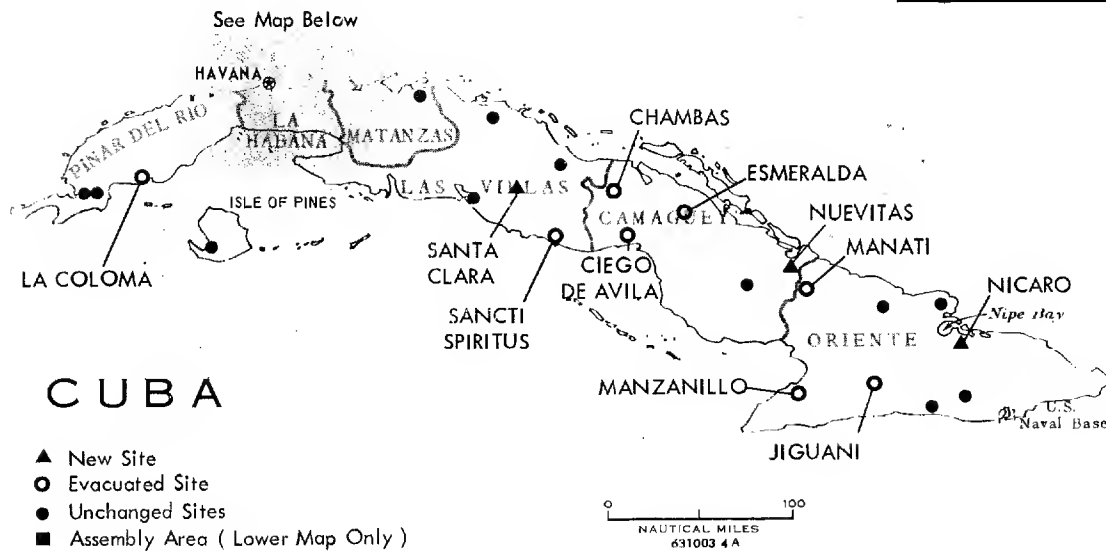 See Map Below
HAVANA
PINAR DEL RIO
LA
HABANA
MATANZAS
CHAMBAS
ESMERALDA
LAS VILLAS
ISLE OF PINES
CAMAGUEY
NUEVITAS
LA COLOMA
SANTA
CLARA
CIEGO
DE AVILA
MANATI
SANCTI
SPIRITUS
NICARO
Nipe Bay
ORIENTE
CUBA
MANZANILLO
U.S.
Naval Base
JIGUANI
New Site
Evacuated Site
Unchanged Sites
Assembly Area ( Lower Map Only )
0 100
NAUTICAL MILES
631003 4 A